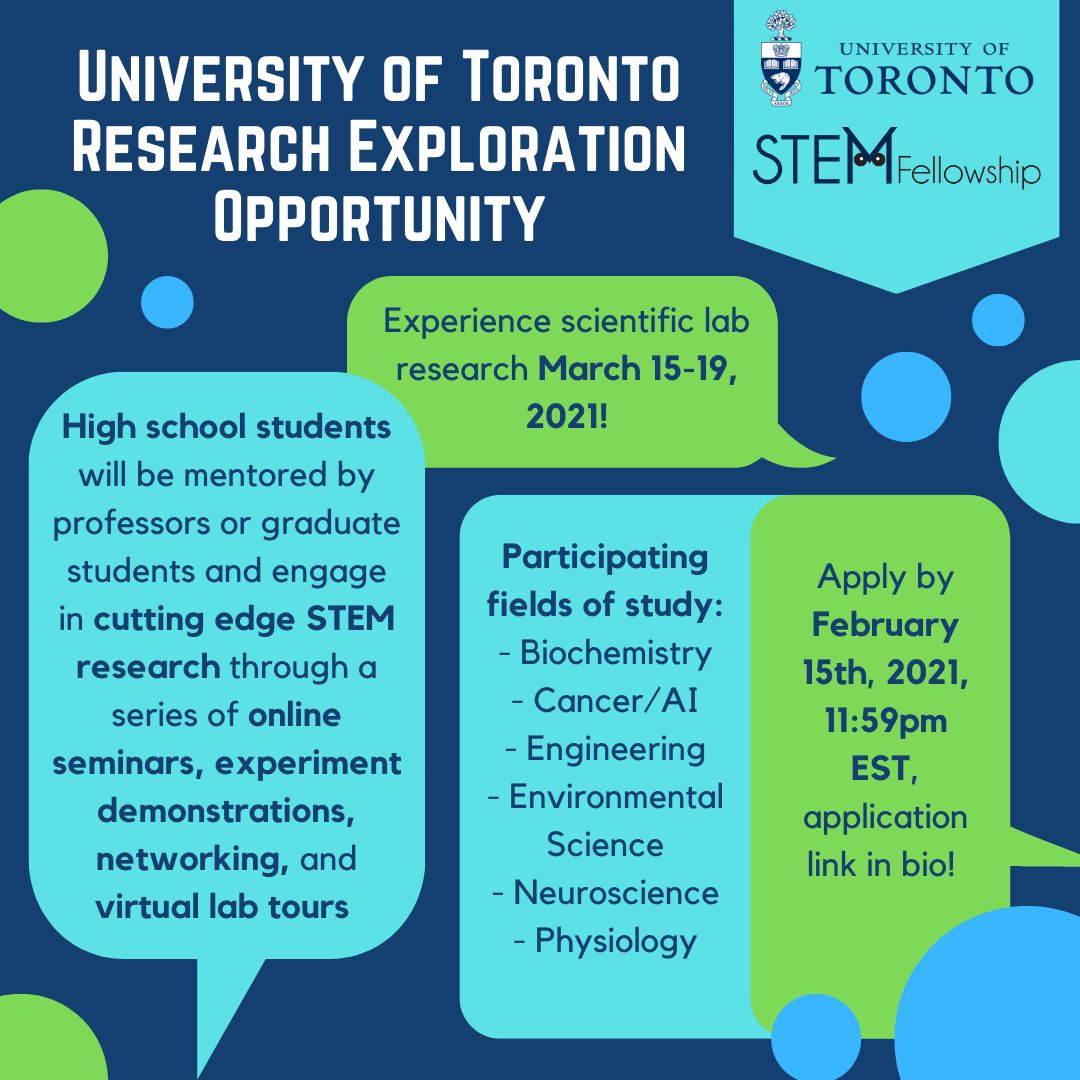 University of Toronto
Research Exploration
Opportunity
UNIVERSITY OF
TORONTO
STEM Fellowship
Experience scientific lab
research March 15-19,
2021!
High school students
will be mentored by
professors or graduate
students and engage
in cutting edge STEM
research through a
series of online
seminars, experiment
demonstrations,
networking, and
virtual lab tours
Participating
fields of study:
- Biochemistry
- Cancer/AI
- Engineering
- Environmental
Science
- Neuroscience
- Physiology
Apply by
February
15th, 2021,
11:59pm
EST,
application
link in bio!